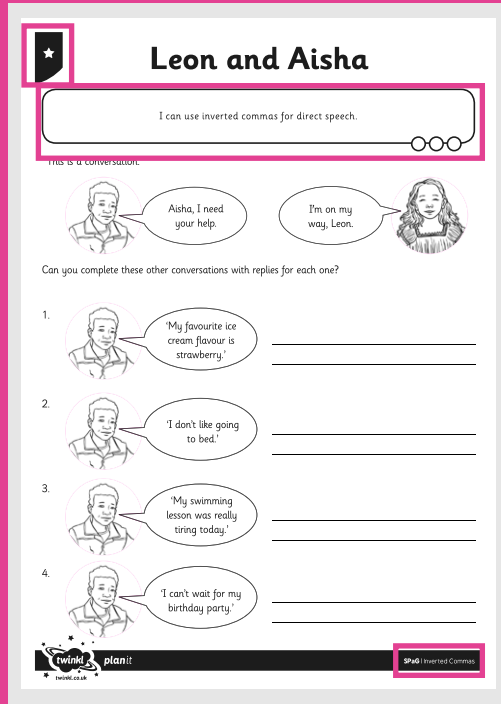 Leon and Aisha
I can use inverted commas for direct speech.
This is a conversation.
Aisha, I need
your help.
I'm on my
way, Leon.
Can you complete these other conversations with replies for each one?
1.
‘My favourite ice
cream flavour is
strawberry.’
2.
‘I don't like going
to bed.’
3.
‘My swimming
lesson was really
tiring today.’
4.
‘I can't wait for my
birthday party.’
twinkl planit
twinkl.co.uk
SPaG | Inverted Commas